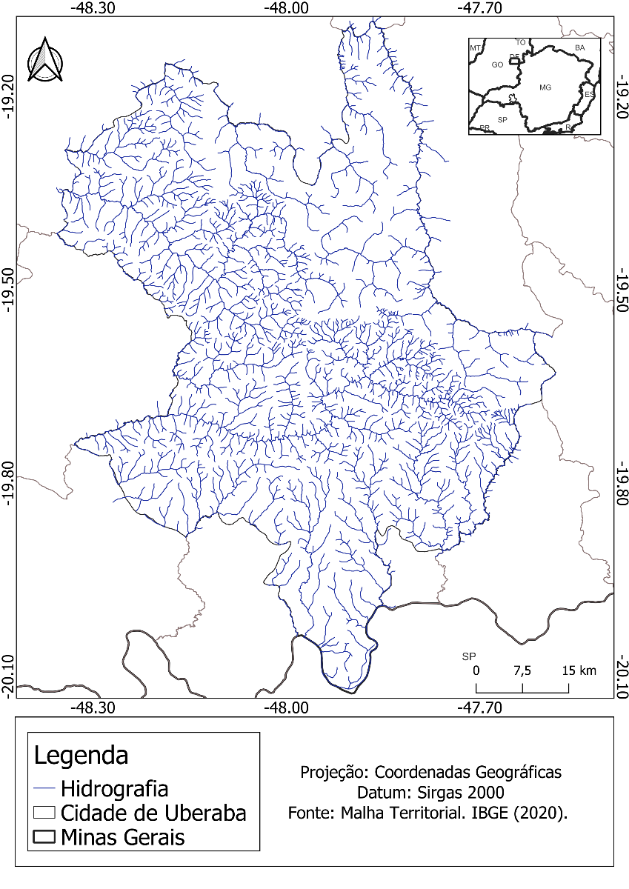 -48.30 -48.00 -47.70
MT TO BA
DF
GO
MG
ES
SP
PR
-19.20 -19.20
-19.50 -19.50
-19.80 -19.80
-20.10 -20.10
SP
0 7,5 15 km
-48.30 -48.00 -47.70
Legenda
Hidrografia
Cidade de Uberaba
Minas Gerais
Projeção: Coordenadas Geográficas
Datum: Sirgas 2000
Fonte: Malha Territorial. IBGE (2020).